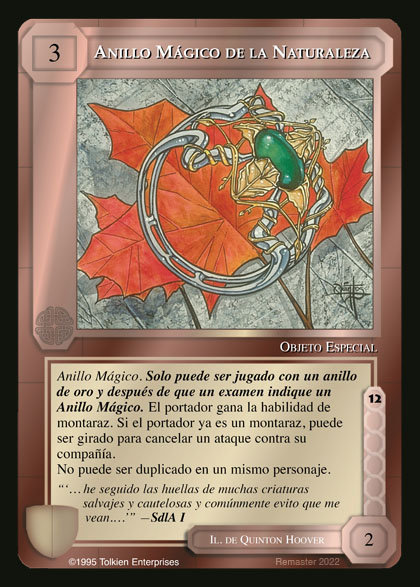 3
ANILLO MÁGICO DE LA NATURALEZA
OBJETO ESPECIAL
Anillo Mágico. Solo puede ser jugado con un anillo
de oro y después de que un examen indique un
Anillo Mágico. El portador gana la habilidad de
montaraz. Si el portador ya es un montaraz, puede
ser girado para cancelar un ataque contra su
compañía.
No puede ser duplicado en un mismo personaje.
“‘… he seguido las huellas de muchas criaturas
salvajes y cautelosas y comúnmente evito que me
vean.…’” —SdlA I
12
IL. DE QUINTON HOOVER
2
©1995 Tolkien Enterprises
Remaster 2022